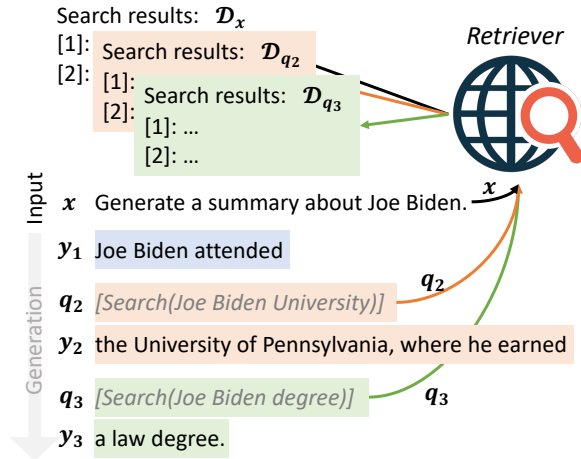 Search results: 𝓓x
[1]:
[2]:
Search results: 𝓓q2
[1]:
[2]:
Search results: 𝓓q3
[1]: ...
[2]: ...
Retriever
Input
x Generate a summary about Joe Biden.
x
y1 Joe Biden attended
q2 [Search(Joe Biden University)]
q2
y2 the University of Pennsylvania, where he earned
q3 [Search(Joe Biden degree)]
q3
y3 a law degree.
Generation